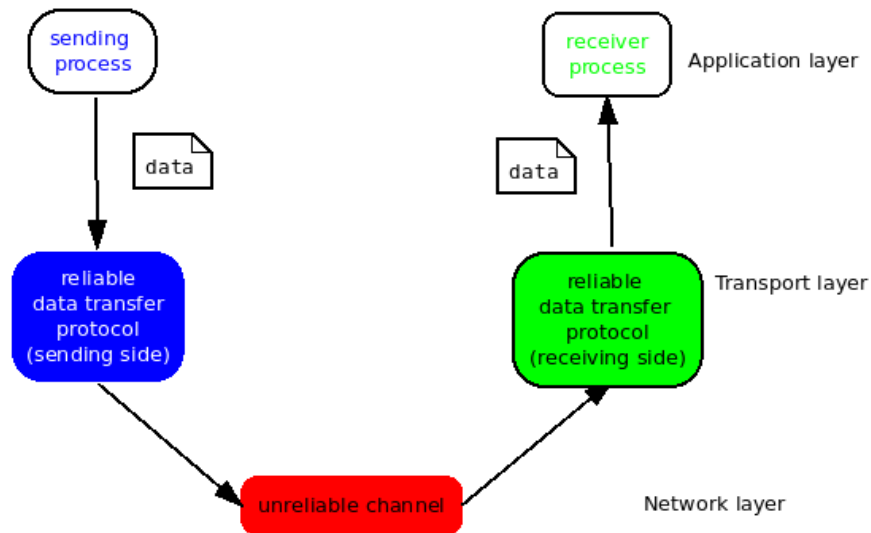 sending
process
receiver
process
Application layer
data
data
reliable
data transfer
protocol
(sending side)
reliable
data transfer
protocol
(receiving side)
Transport layer
unreliable channel
Network layer